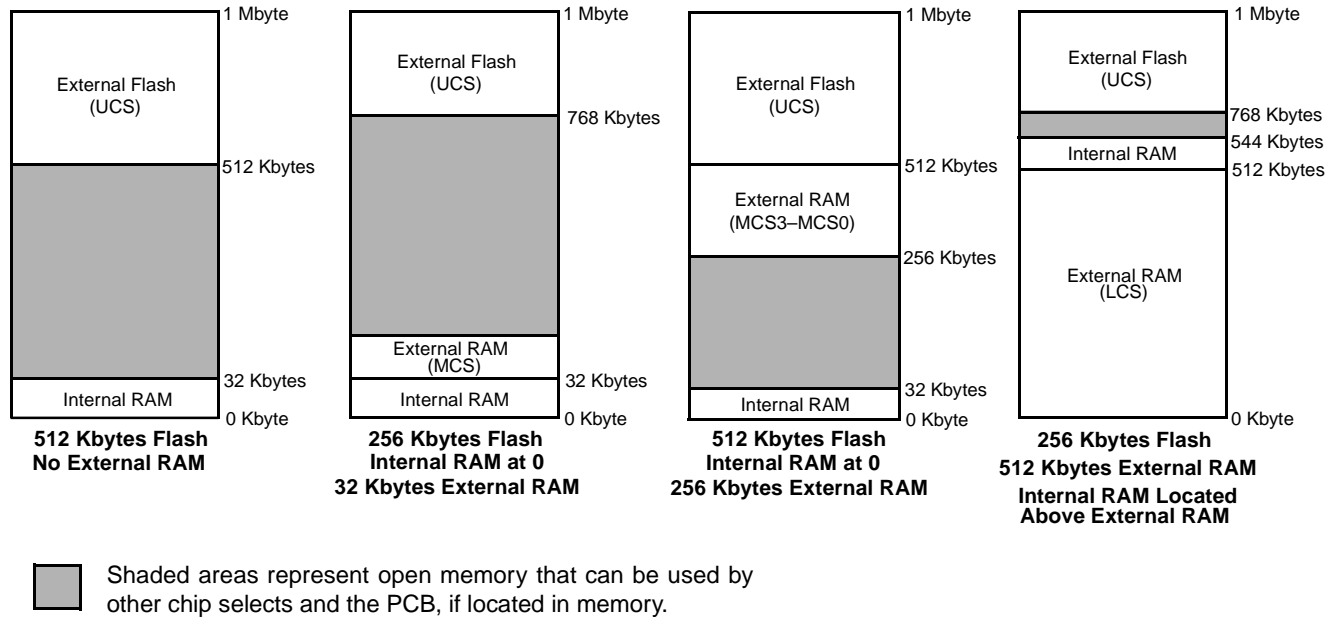 1 Mbyte
External Flash
(UCS)
512 Kbytes
32 Kbytes
Internal RAM
0 Kbyte
512 Kbytes Flash
No External RAM
1 Mbyte
External Flash
(UCS)
768 Kbytes
External RAM
(MCS)
32 Kbytes
Internal RAM
0 Kbyte
256 Kbytes Flash
Internal RAM at 0
32 Kbytes External RAM
1 Mbyte
External Flash
(UCS)
512 Kbytes
External RAM
(MCS3–MCS0)
256 Kbytes
32 Kbytes
Internal RAM
0 Kbyte
512 Kbytes Flash
Internal RAM at 0
256 Kbytes External RAM
1 Mbyte
External Flash
(UCS)
768 Kbytes
544 Kbytes
Internal RAM
512 Kbytes
External RAM
(LCS)
0 Kbyte
256 Kbytes Flash
512 Kbytes External RAM
Internal RAM Located
Above External RAM
Shaded areas represent open memory that can be used by
other chip selects and the PCB, if located in memory.